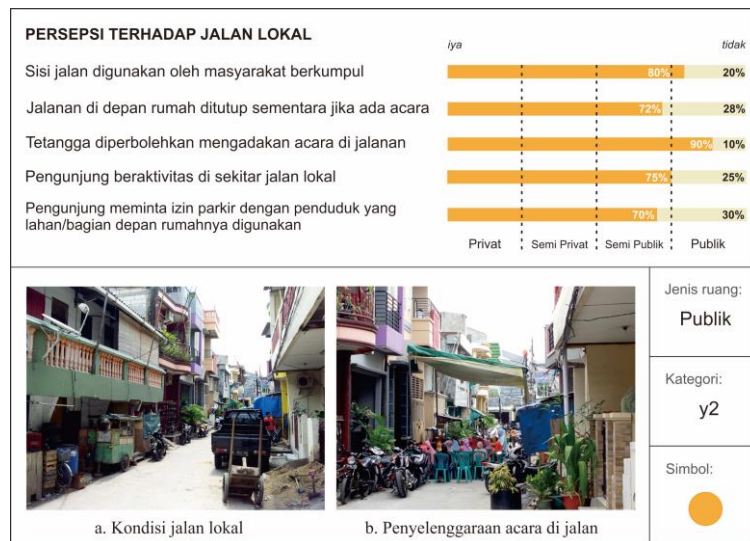 PERSEPSI TERHADAP JALAN LOKAL
iya tidak
Sisi jalan digunakan oleh masyarakat berkumpul 80% 20%
Jalanan di depan rumah ditutup sementara jika ada acara 72% 28%
Tetangga diperbolehkan mengadakan acara di jalanan 90% 10%
Pengunjung beraktivitas di sekitar jalan lokal 75% 25%
Pengunjung meminta izin parkir dengan penduduk yang
lahan/bagian depan rumahnya digunakan 70% 30%
Privat Semi Privat Semi Publik Publik
a. Kondisi jalan lokal
b. Penyelenggaraan acara di jalan
Jenis ruang:
Publik
Kategori:
y2
Simbol: